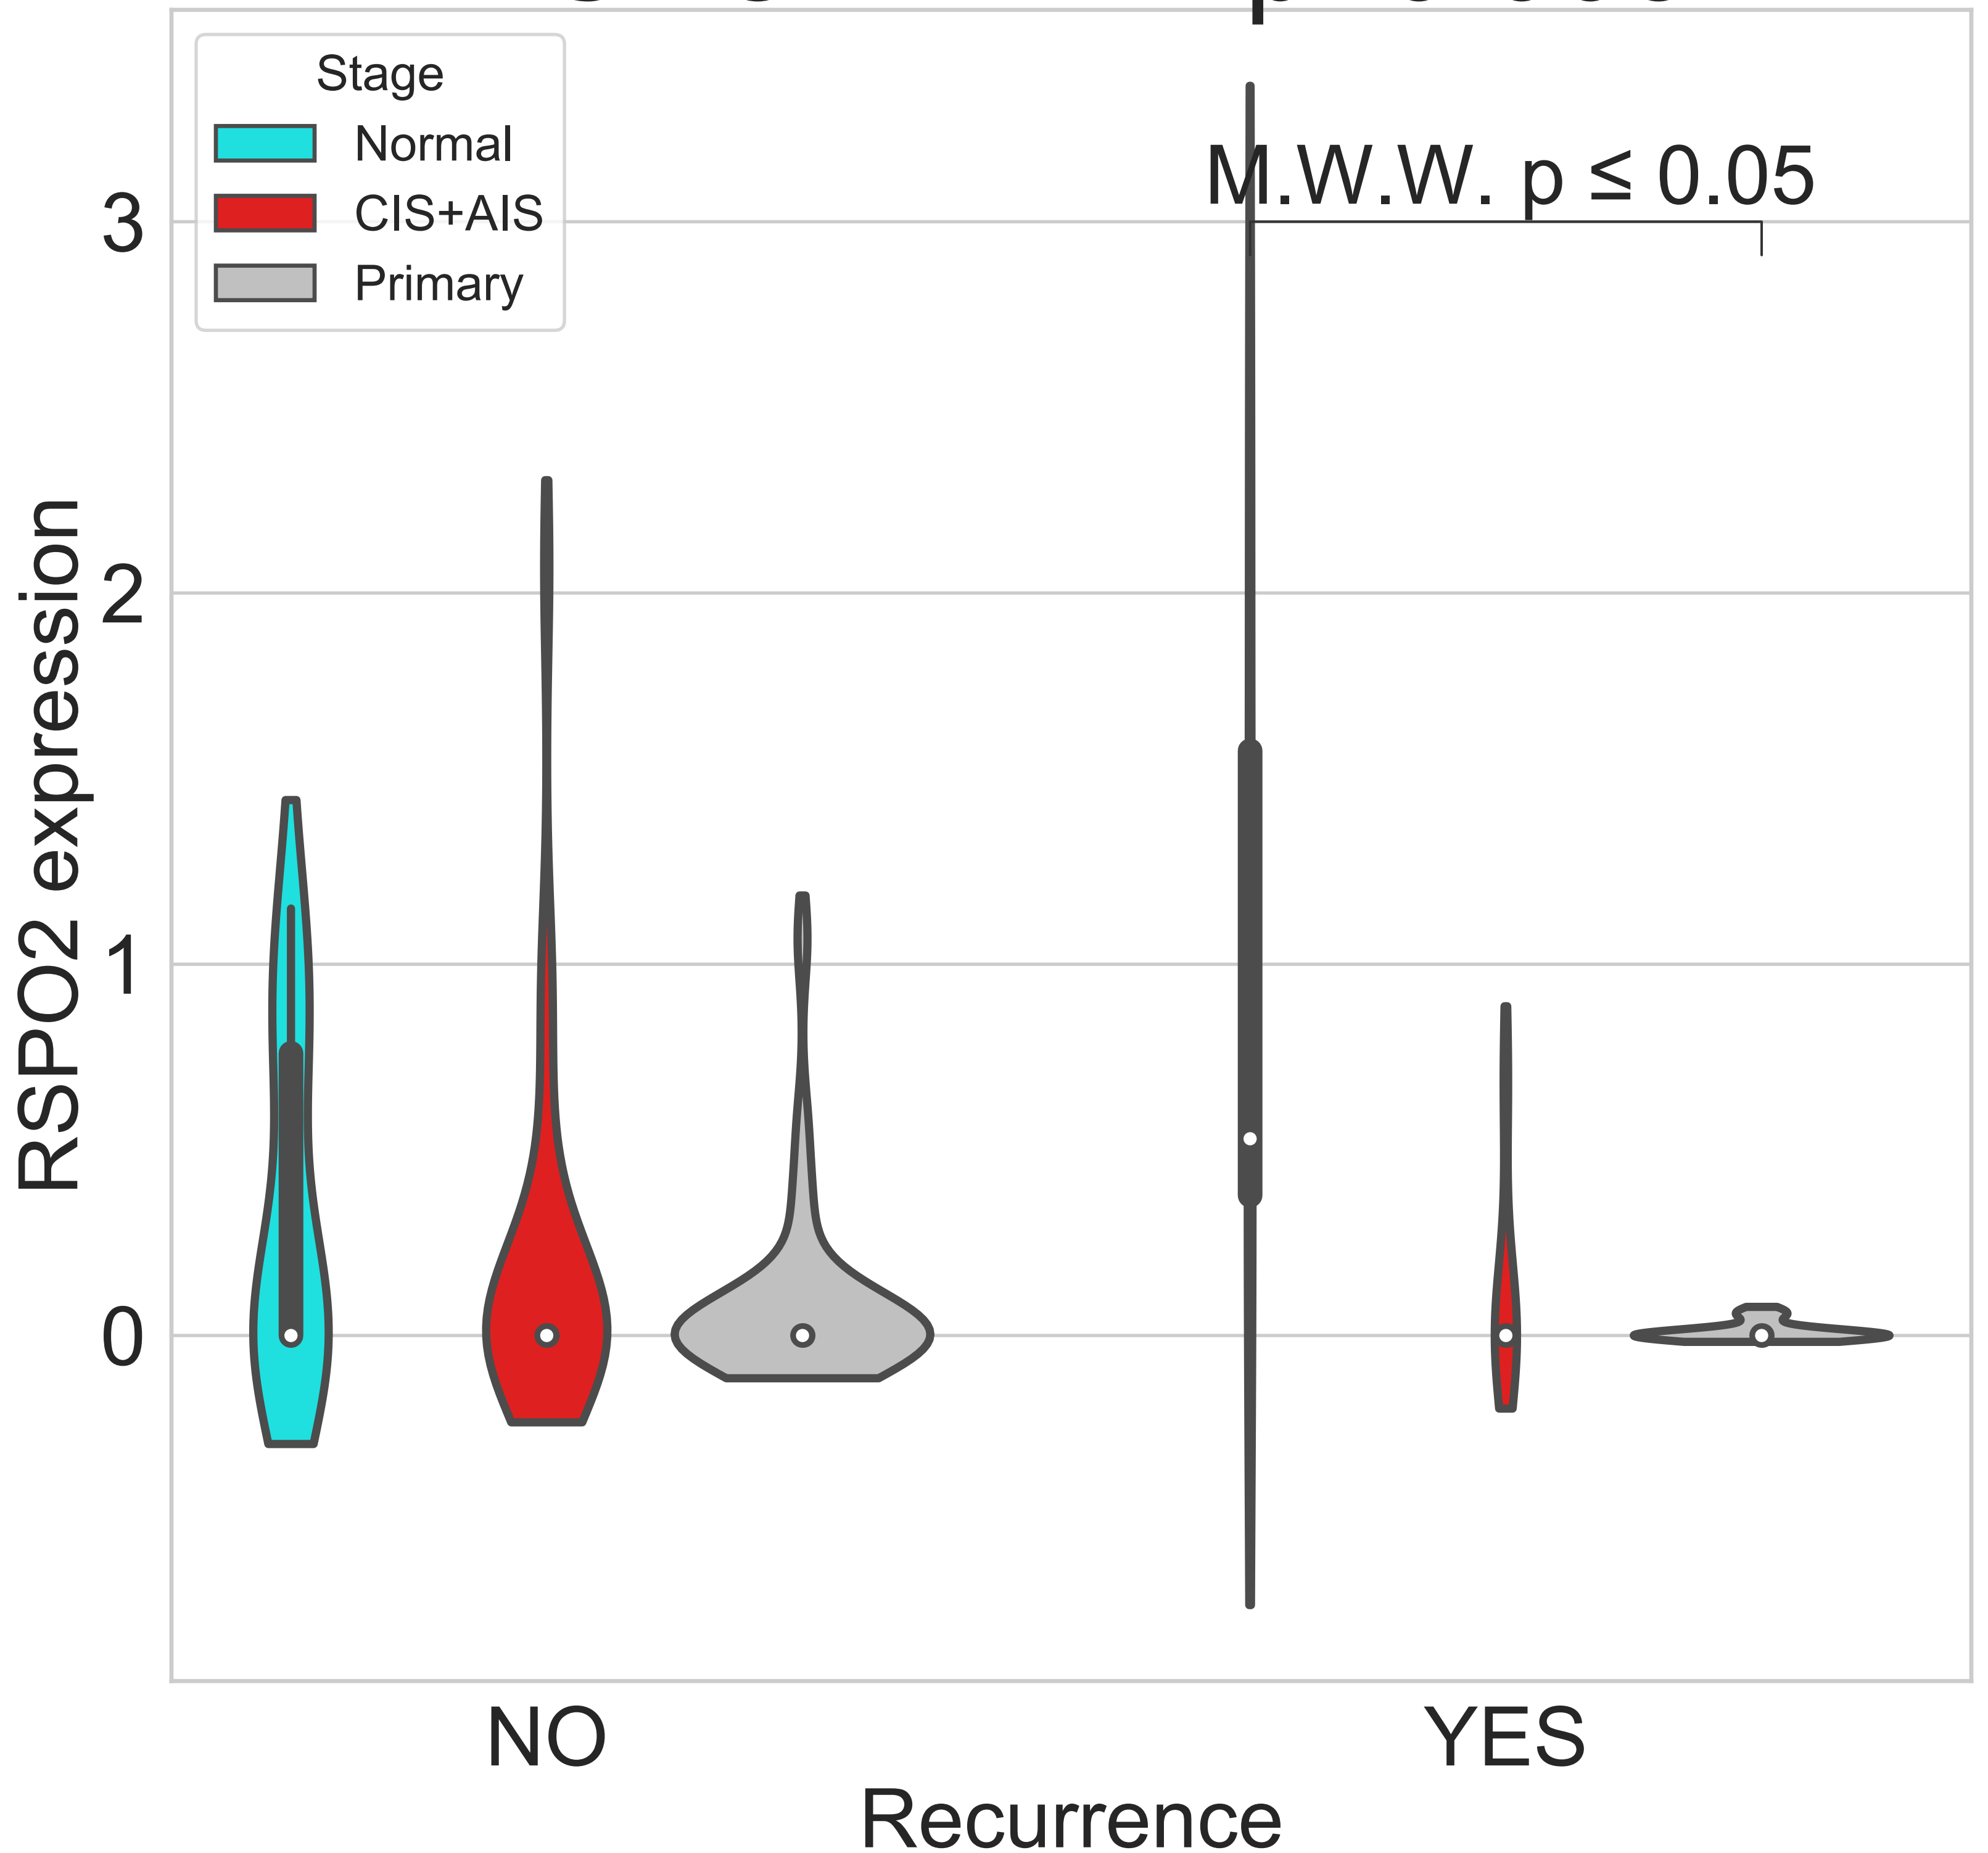 Stage
Normal
CIS+AIS
Primary
M.W.W. p ≤ 0.05
3
2
1
0
RSPO2 expression
NO
YES
Recurrence